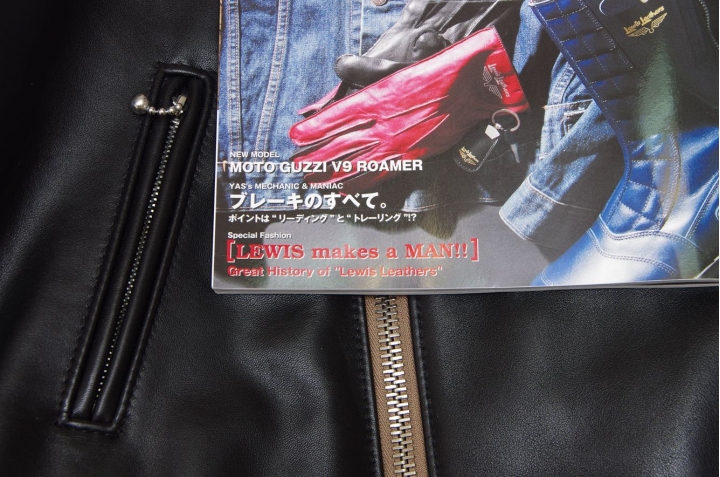 Lewis Leathers
NEW MODEL
MOTO GUZZI V9 ROAMER
YAS's MECHANIC & MANIAC
ブレーキのすべて。
ポイントは“リーディング”と“トレーリング”!?
Special Fashion
[LEWIS makes a MAN!!]
Great History of "Lewis Leathers"